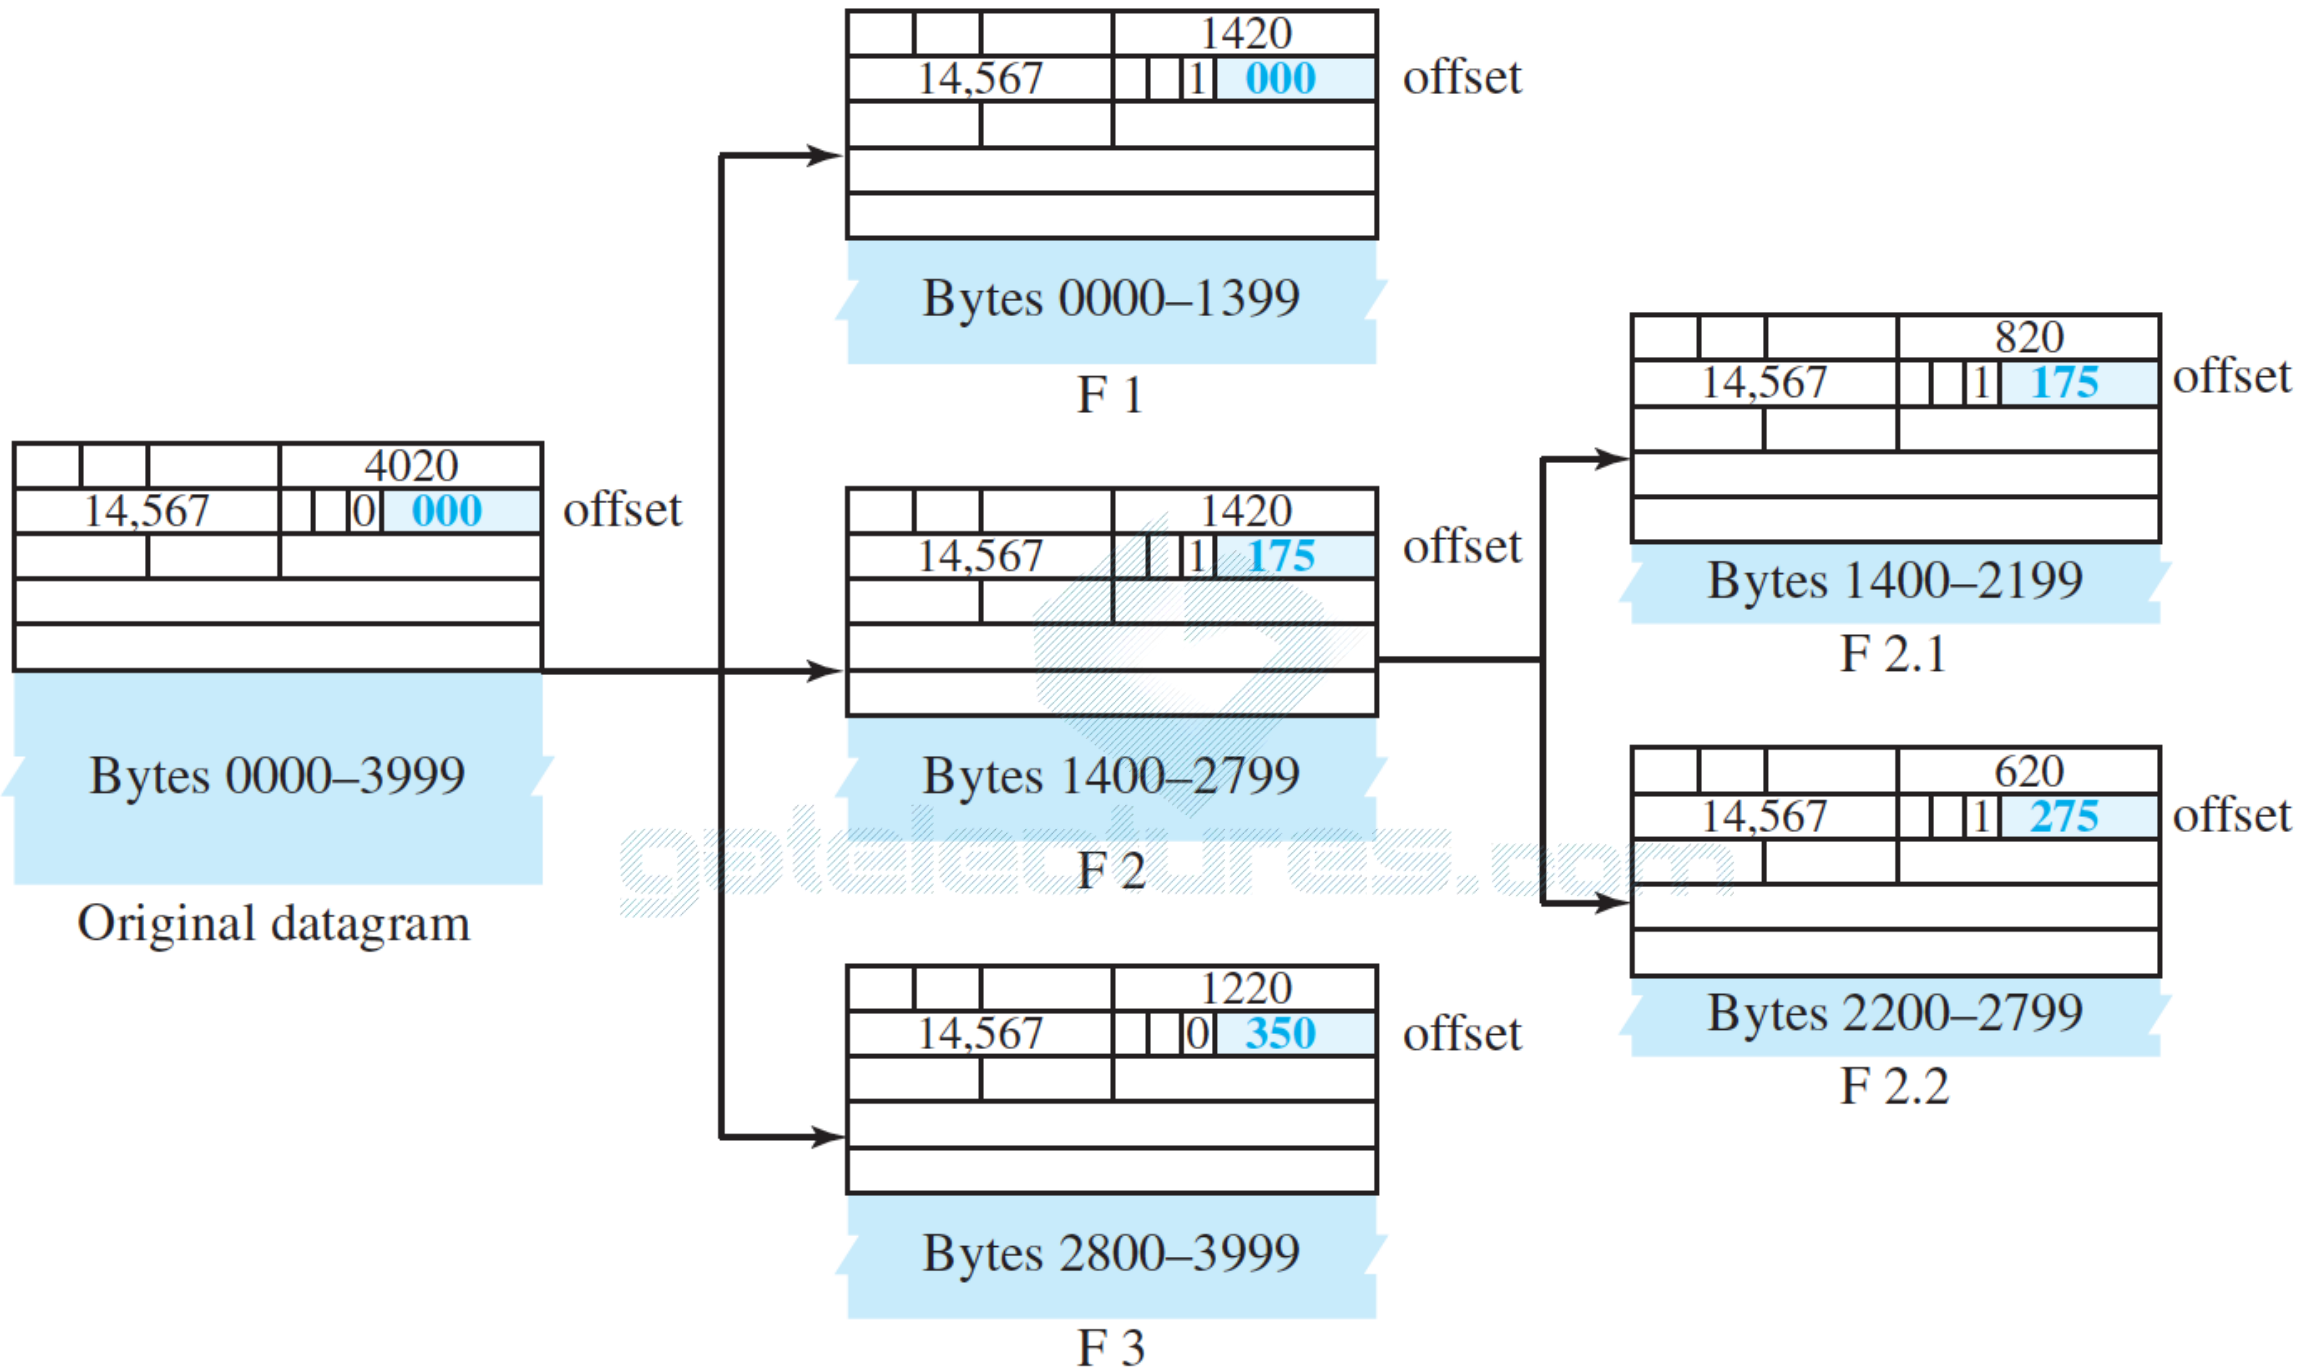 4020
14,567 0 000 offset
Bytes 0000–3999
Original datagram
1420
14,567 1 000 offset
Bytes 0000–1399
F 1
1420
14,567 1 175 offset
Bytes 1400–2799
F 2
1220
14,567 0 350 offset
Bytes 2800–3999
F 3
820
14,567 1 175 offset
Bytes 1400–2199
F 2.1
620
14,567 1 275 offset
Bytes 2200–2799
F 2.2
getlectures.com